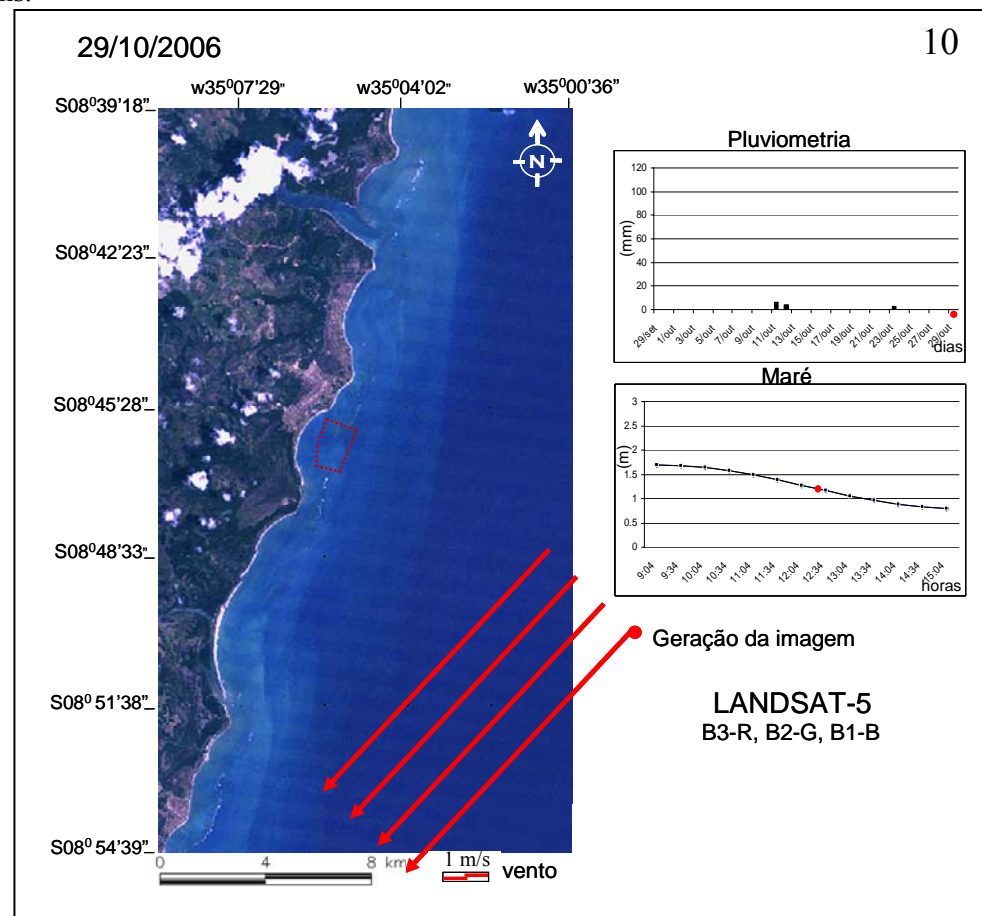 ns.
29/10/2006
10
w35⁰07'29" w35⁰04'02" w35⁰00'36"
S08⁰39'18"
S08⁰42'23"
S08⁰45'28"
S08⁰48'33"
S08⁰51'38"
S08⁰ 54'39"
N
Pluviometria
(mm)
120
100
80
60
40
20
0
29/set 1/out 3/out 5/out 7/out 9/out 11/out 13/out 15/out 17/out 19/out 21/out 23/out 25/out 27/out 29/out
dias
Maré
(m)
3
2.5
2
1.5
1
0.5
0
9:04 9:34 10:04 10:34 11:04 11:34 12:04 12:34 13:04 13:34 14:04 14:34 15:04
horas
Geração da imagem
LANDSAT-5
B3-R, B2-G, B1-B
0 4 8 km
1 m/s
vento